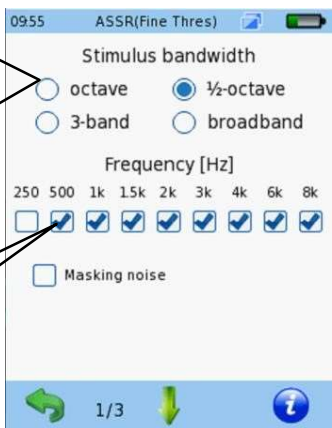 09:55 ASSR(Fine Thres)
Stimulus bandwidth
octave ½-octave
3-band broadband
Frequency [Hz]
250 500 1k 1.5k 2k 3k 4k 6k 8k
Masking noise
1/3 i